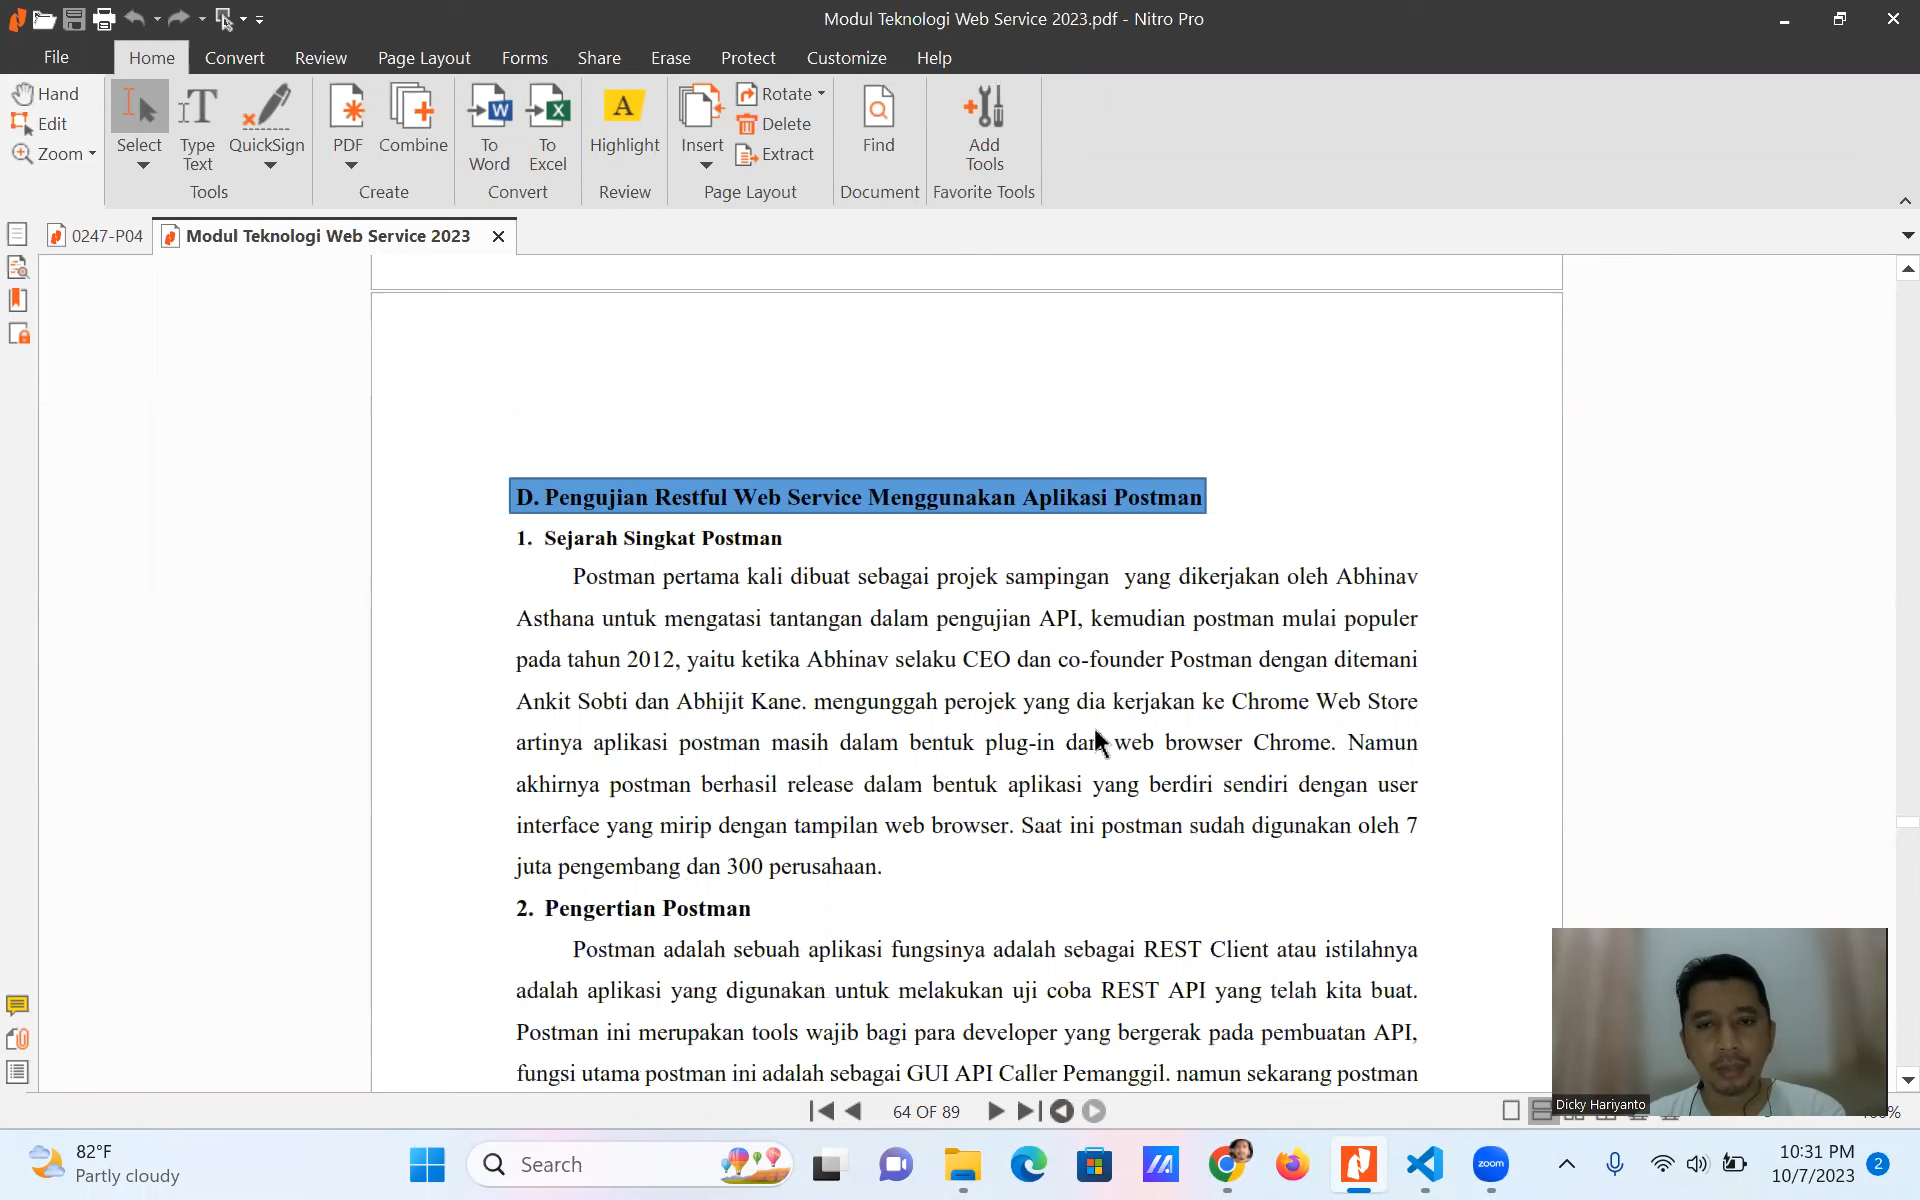 Modul Teknologi Web Service 2023.pdf - Nitro Pro
File Home Convert Review Page Layout Forms Share Erase Protect Customize Help
Hand
Edit
Zoom
Select
Type
Text
QuickSign
Tools
PDF
Combine
Create
To
Word
To
Excel
Convert
Highlight
Review
Insert
Rotate
Delete
Extract
Page Layout
Find
Document
Add
Tools
Favorite Tools
0247-P04
Modul Teknologi Web Service 2023
D. Pengujian Restful Web Service Menggunakan Aplikasi Postman
1. Sejarah Singkat Postman
Postman pertama kali dibuat sebagai projek sampingan yang dikerjakan oleh Abhinav
Asthana untuk mengatasi tantangan dalam pengujian API, kemudian postman mulai populer
pada tahun 2012, yaitu ketika Abhinav selaku CEO dan co-founder Postman dengan ditemani
Ankit Sobti dan Abhijit Kane. mengunggah perojek yang dia kerjakan ke Chrome Web Store
artinya aplikasi postman masih dalam bentuk plug-in dari web browser Chrome. Namun
akhirnya postman berhasil release dalam bentuk aplikasi yang berdiri sendiri dengan user
interface yang mirip dengan tampilan web browser. Saat ini postman sudah digunakan oleh 7
juta pengembang dan 300 perusahaan.
2. Pengertian Postman
Postman adalah sebuah aplikasi fungsinya adalah sebagai REST Client atau istilahnya
adalah aplikasi yang digunakan untuk melakukan uji coba REST API yang telah kita buat.
Postman ini merupakan tools wajib bagi para developer yang bergerak pada pembuatan API,
fungsi utama postman ini adalah sebagai GUI API Caller Pemanggil. namun sekarang postman
Dicky Hariyanto
64 OF 89
82°F
Partly cloudy
Search
zoom
10:31 PM
10/7/2023
2